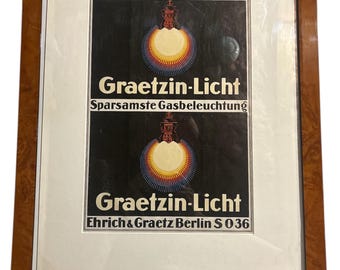 Graetzin-Licht
Sparsamste Gasbeleuchtung
Graetzin-Licht
Ehrich & Graetz Berlin S O 36